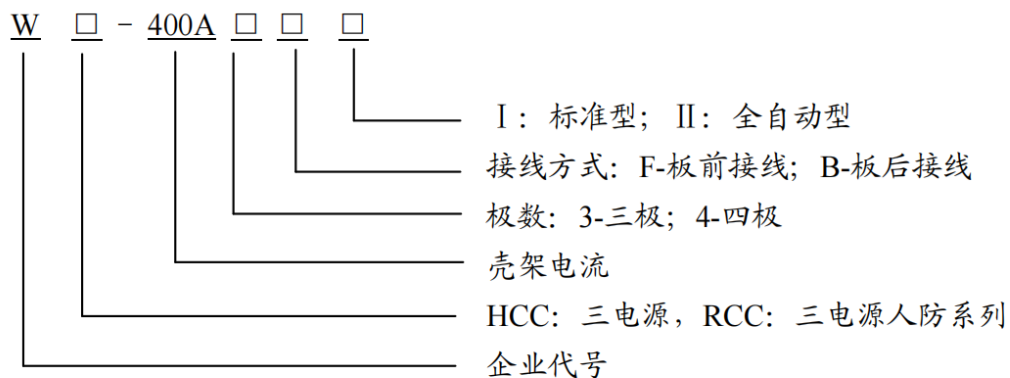 W □ - 400A □ □ □
Ⅰ：标准型；Ⅱ：全自动型
接线方式：F-板前接线；B-板后接线
极数：3-三极；4-四极
壳架电流
HCC：三电源，RCC：三电源人防系列
企业代号